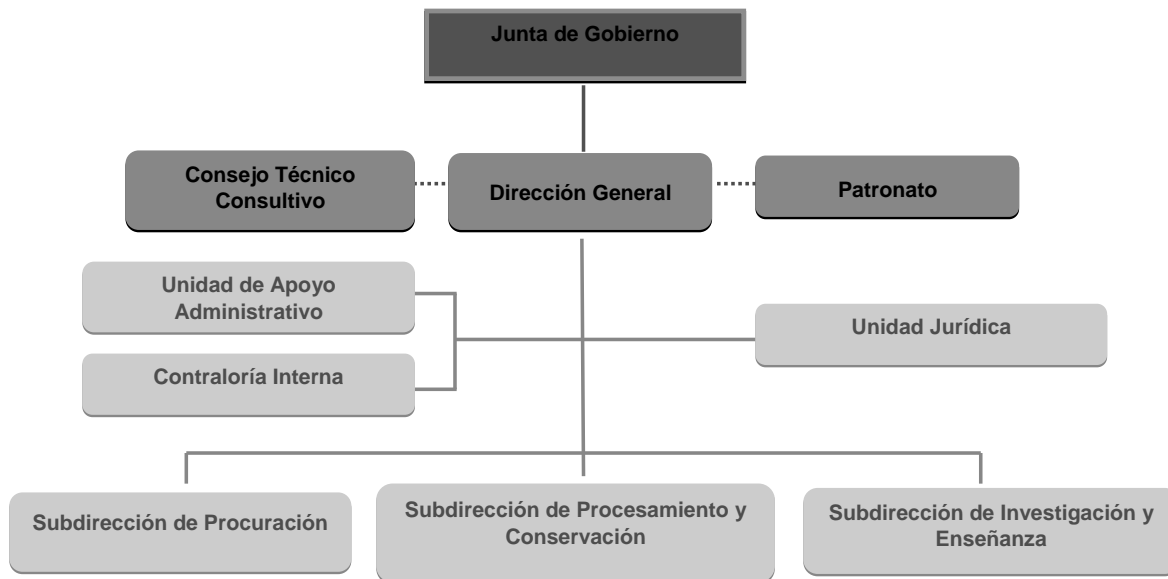 Junta de Gobierno
Consejo Técnico
Consultivo
Dirección General
Patronato
Unidad de Apoyo
Administrativo
Unidad Jurídica
Contraloría Interna
Subdirección de Procuración
Subdirección de Procesamiento y
Conservación
Subdirección de Investigación y
Enseñanza